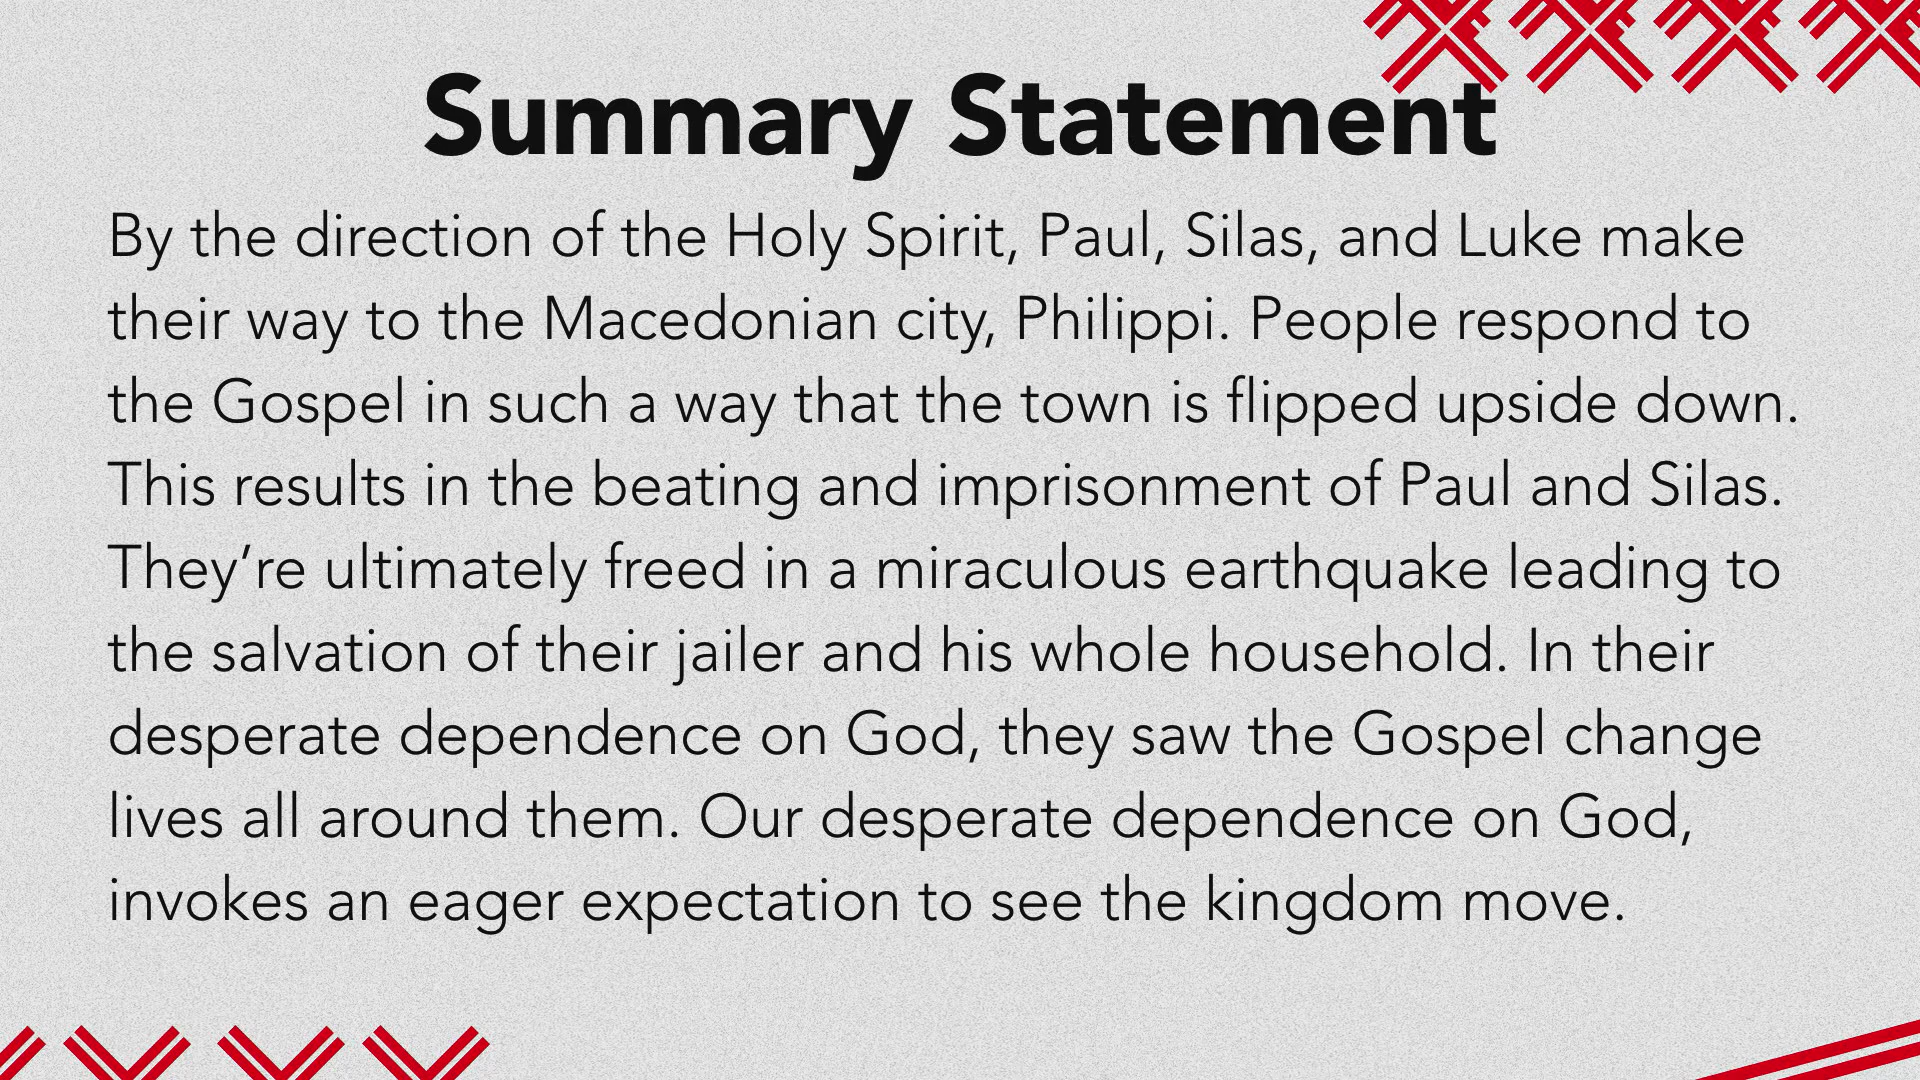 Summary Statement
By the direction of the Holy Spirit, Paul, Silas, and Luke make
their way to the Macedonian city, Philippi. People respond to
the Gospel in such a way that the town is flipped upside down.
This results in the beating and imprisonment of Paul and Silas.
They’re ultimately freed in a miraculous earthquake leading to
the salvation of their jailer and his whole household. In their
desperate dependence on God, they saw the Gospel change
lives all around them. Our desperate dependence on God,
invokes an eager expectation to see the kingdom move.